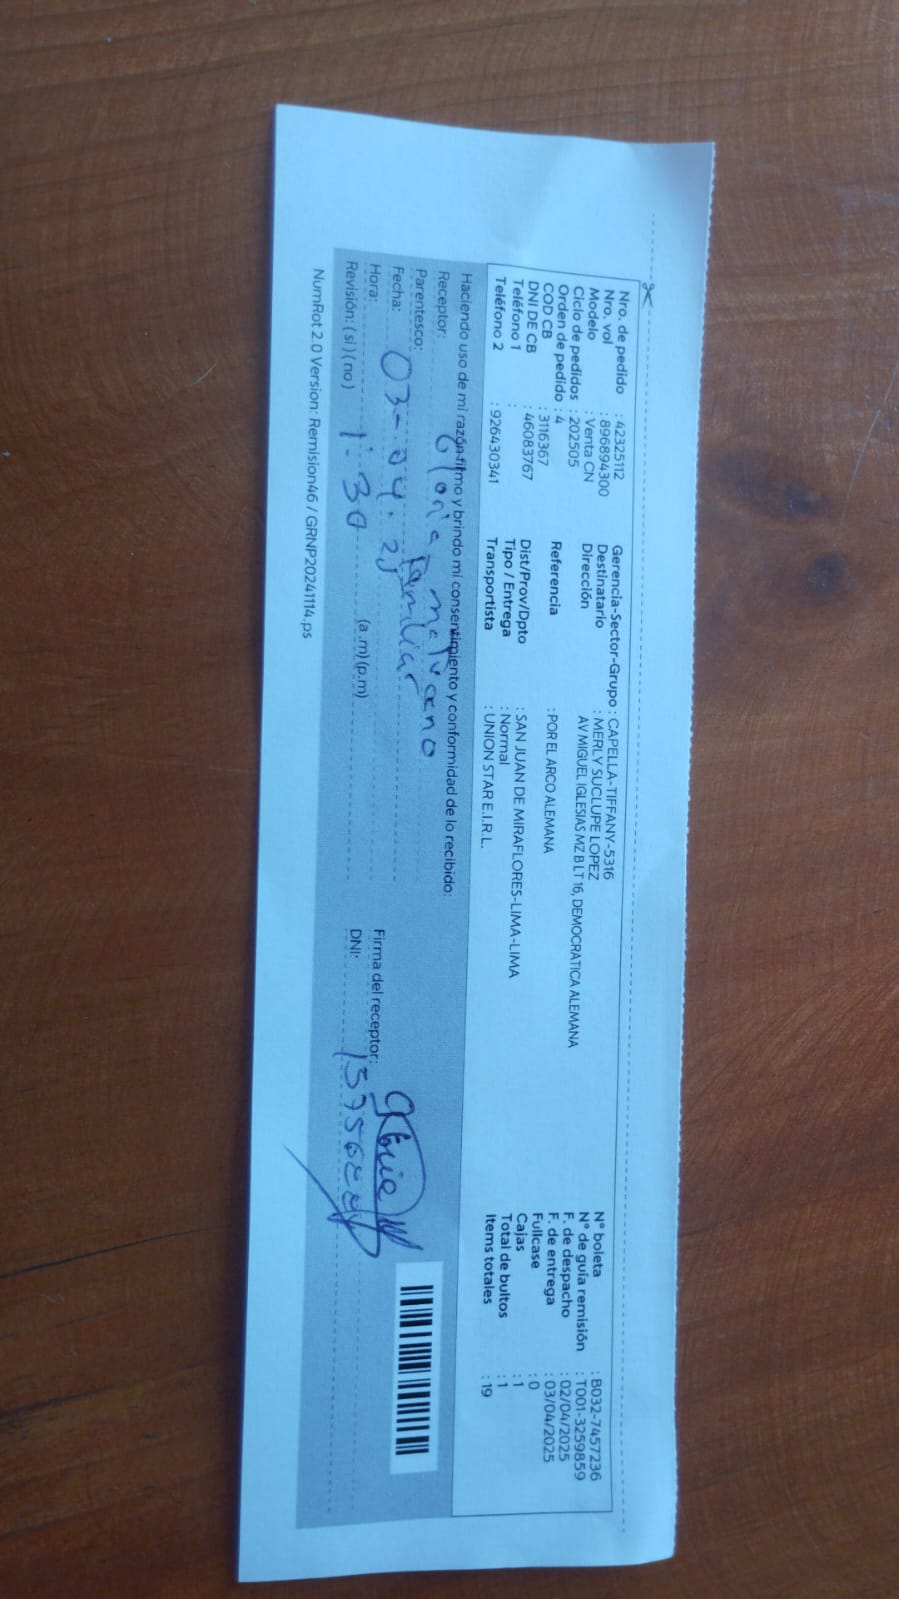 Nro. de pedido : 42325112
Nro. vol : 896894300
Modelo : Venta CN
Ciclo de pedidos : 202505
Orden de pedido : 4
COD CB : 3116367
DNI DE CB : 46083767
Teléfono 1 :
Teléfono 2 : 926430341
Gerencia-Sector-Grupo : CAPELLA-TIFFANY-5316
Destinatario : MERLY SUCLUPE LOPEZ
Dirección AV MIGUEL IGLESIAS MZ B LT 16, DEMOCRATICA ALEMANA
Referencia : POR EL ARCO ALEMANA
Dist/Prov/Dpto : SAN JUAN DE MIRAFLORES-LIMA-LIMA
Tipo / Entrega : Normal
Transportista : UNION STAR E.I.R.L.
N° boleta : B032-7457236
N° de guía remisión : T001-3259859
F. de despacho : 02/04/2025
F. de entrega : 03/04/2025
Fullcase : 0
Cajas : 1
Total de bultos : 1
Items totales : 19
Haciendo uso de mi razón firmo y brindo mi consentimiento y conformidad de lo recibido:
Receptor: Gloria
Parentesco: Familiar
Fecha: 03-04-25
Hora: 1:30 (a.m)(p.m)
Revisión: (si)(no)
Firma del receptor:
DNI:
NumRot 2.0 Version: Remision46 / GRNP20241114.ps